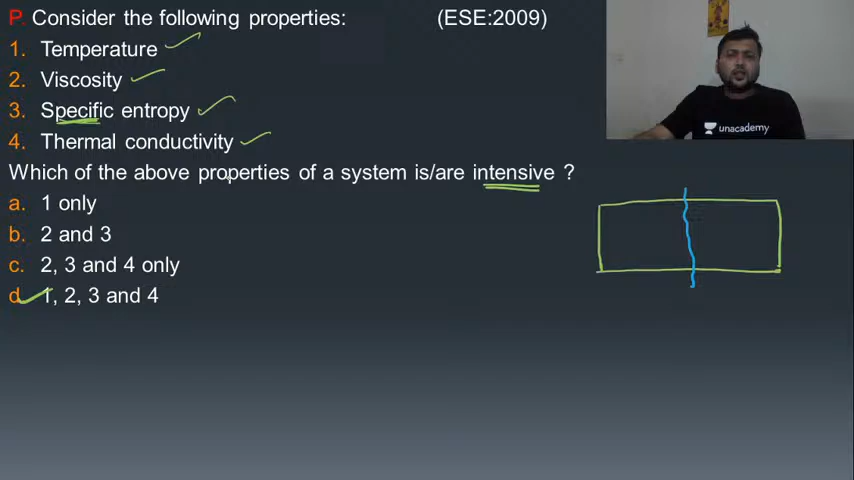 P. Consider the following properties: (ESE:2009)
1. Temperature
2. Viscosity
3. Specific entropy
4. Thermal conductivity
Which of the above properties of a system is/are intensive ?
a. 1 only
b. 2 and 3
c. 2, 3 and 4 only
d. 1, 2, 3 and 4
unacademy